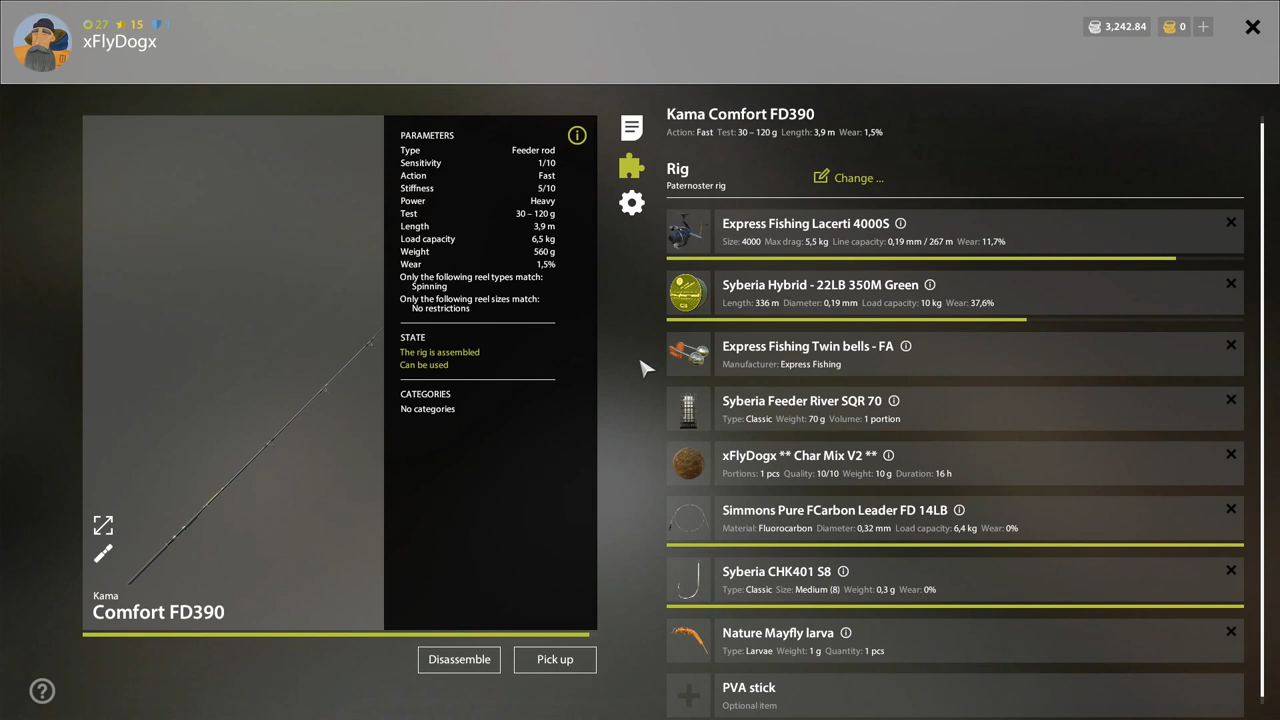 27 15
xFlyDogx
3,242.84 0 +
PARAMETERS
Type Feeder rod
Sensitivity 1/10
Action Fast
Stiffness 5/10
Power Heavy
Test 30 – 120 g
Length 3,9 m
Load capacity 6,5 kg
Weight 560 g
Wear 1,5%
Only the following reel types match:
Spinning
Only the following reel sizes match:
No restrictions
STATE
The rig is assembled
Can be used
CATEGORIES
No categories
Kama
Comfort FD390
Disassemble Pick up
Kama Comfort FD390
Action: Fast Test: 30 – 120 g Length: 3,9 m Wear: 1,5%
Rig
Paternoster rig
Change ...
Express Fishing Lacerti 4000S
Size: 4000 Max drag: 5,5 kg Line capacity: 0,19 mm / 267 m Wear: 11,7%
Syberia Hybrid - 22LB 350M Green
Length: 336 m Diameter: 0,19 mm Load capacity: 10 kg Wear: 37,6%
Express Fishing Twin bells - FA
Manufacturer: Express Fishing
Syberia Feeder River SQR 70
Type: Classic Weight: 70 g Volume: 1 portion
xFlyDogx ** Char Mix V2 **
Portions: 1 pcs Quality: 10/10 Weight: 10 g Duration: 16 h
Simmons Pure FCarbon Leader FD 14LB
Material: Fluorocarbon Diameter: 0,32 mm Load capacity: 6,4 kg Wear: 0%
Syberia CHK401 S8
Type: Classic Size: Medium (8) Weight: 0,3 g Wear: 0%
Nature Mayfly larva
Type: Larvae Weight: 1 g Quantity: 1 pcs
PVA stick
Optional item